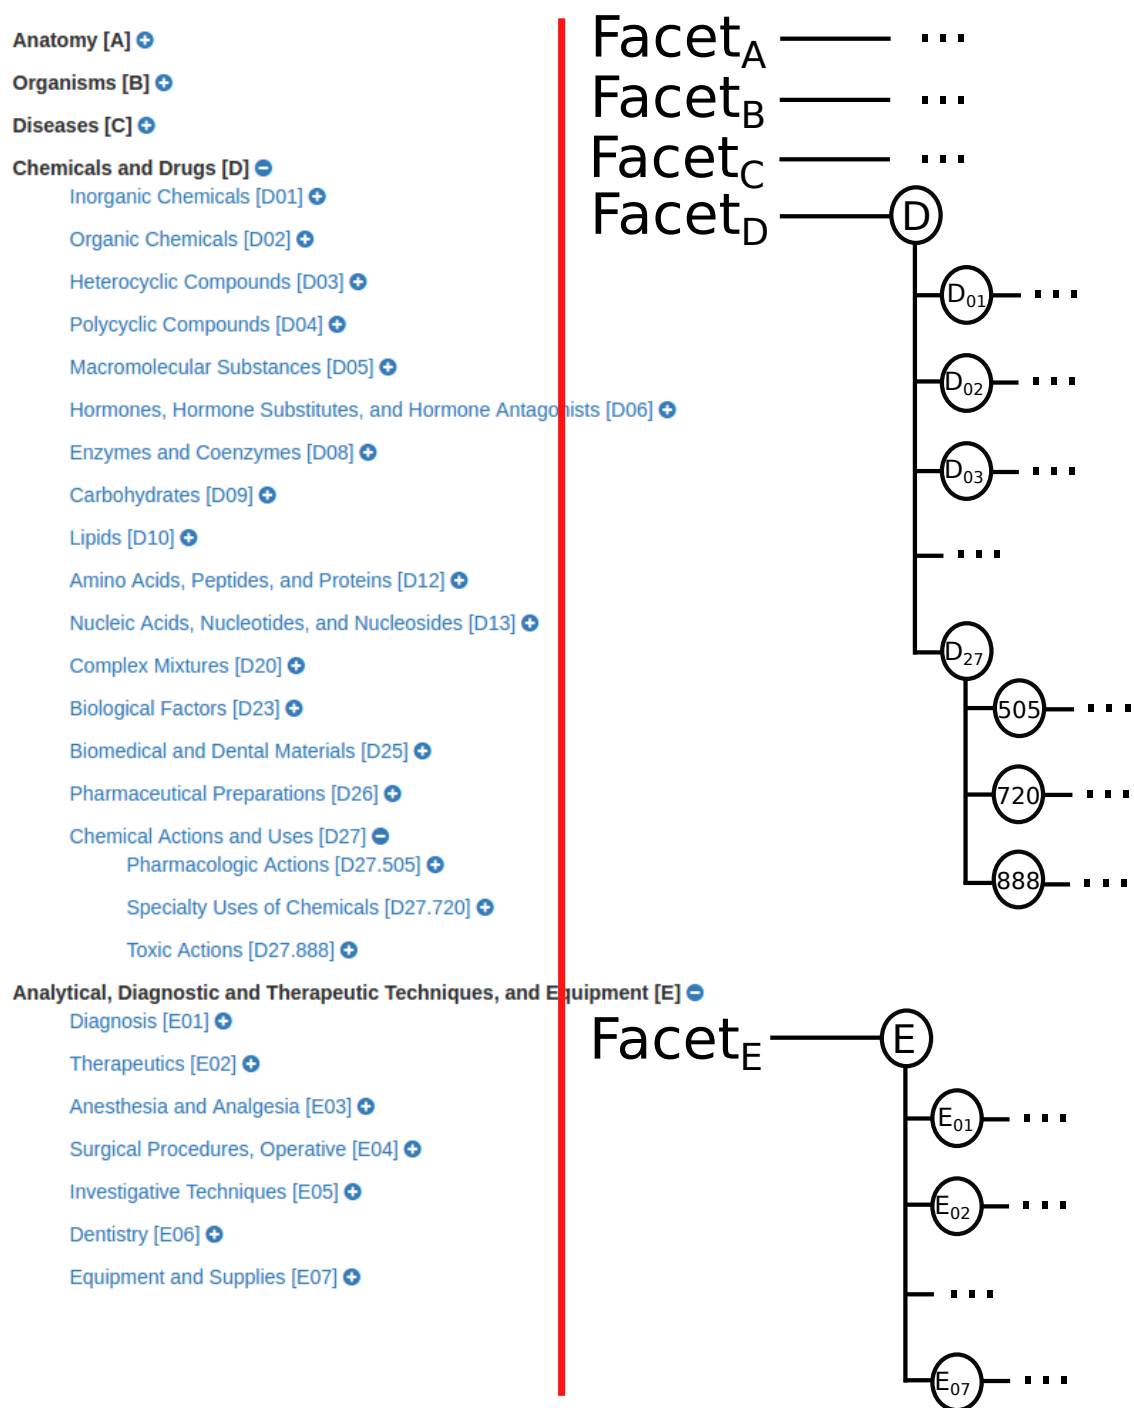 Anatomy [A]
Organisms [B]
Diseases [C]
Chemicals and Drugs [D]
Inorganic Chemicals [D01]
Organic Chemicals [D02]
Heterocyclic Compounds [D03]
Polycyclic Compounds [D04]
Macromolecular Substances [D05]
Hormones, Hormone Substitutes, and Hormone Antagonists [D06]
Enzymes and Coenzymes [D08]
Carbohydrates [D09]
Lipids [D10]
Amino Acids, Peptides, and Proteins [D12]
Nucleic Acids, Nucleotides, and Nucleosides [D13]
Complex Mixtures [D20]
Biological Factors [D23]
Biomedical and Dental Materials [D25]
Pharmaceutical Preparations [D26]
Chemical Actions and Uses [D27]
Pharmacologic Actions [D27.505]
Specialty Uses of Chemicals [D27.720]
Toxic Actions [D27.888]
Analytical, Diagnostic and Therapeutic Techniques, and Equipment [E]
Diagnosis [E01]
Therapeutics [E02]
Anesthesia and Analgesia [E03]
Surgical Procedures, Operative [E04]
Investigative Techniques [E05]
Dentistry [E06]
Equipment and Supplies [E07]
Facet A ...
Facet B ...
Facet C ...
Facet D D
D01 ...
D02 ...
D03 ...
...
D27
505 ...
720 ...
888 ...
Facet E E
E01 ...
E02 ...
...
E07 ...